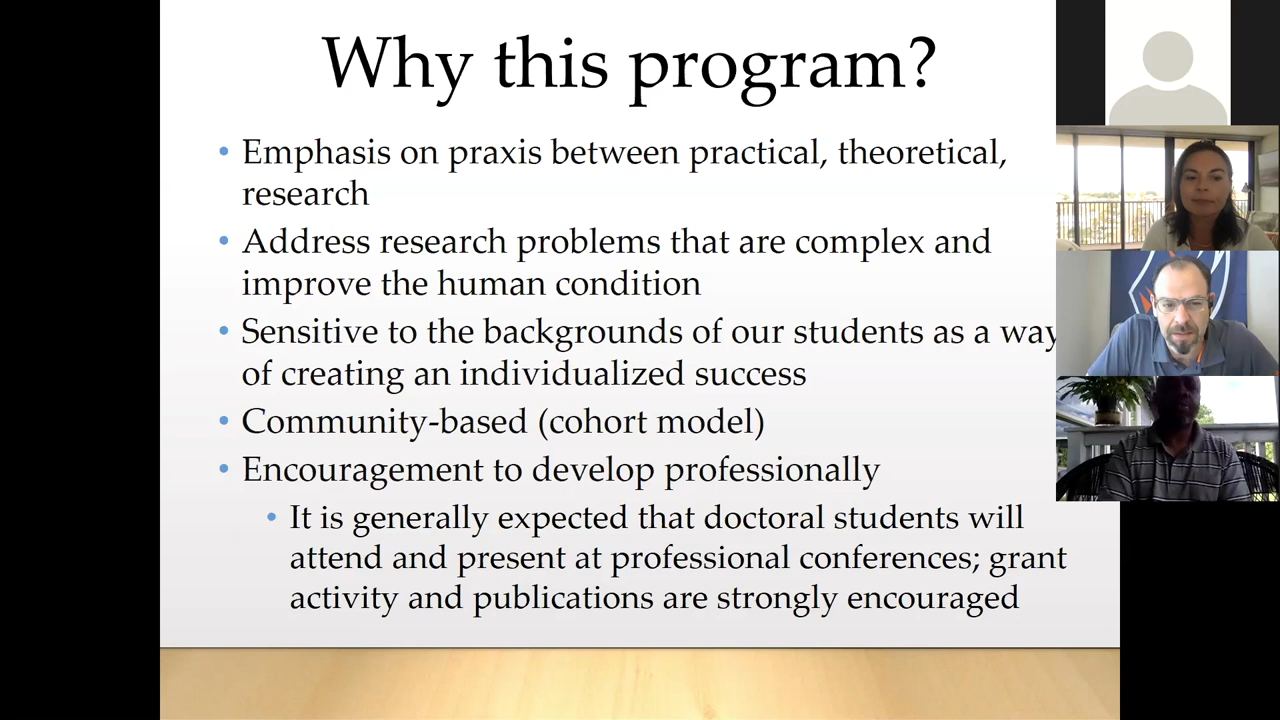 Why this program?
• Emphasis on praxis between practical, theoretical,
research
• Address research problems that are complex and
improve the human condition
• Sensitive to the backgrounds of our students as a way
of creating an individualized success
• Community-based (cohort model)
• Encouragement to develop professionally
• It is generally expected that doctoral students will
attend and present at professional conferences; grant
activity and publications are strongly encouraged